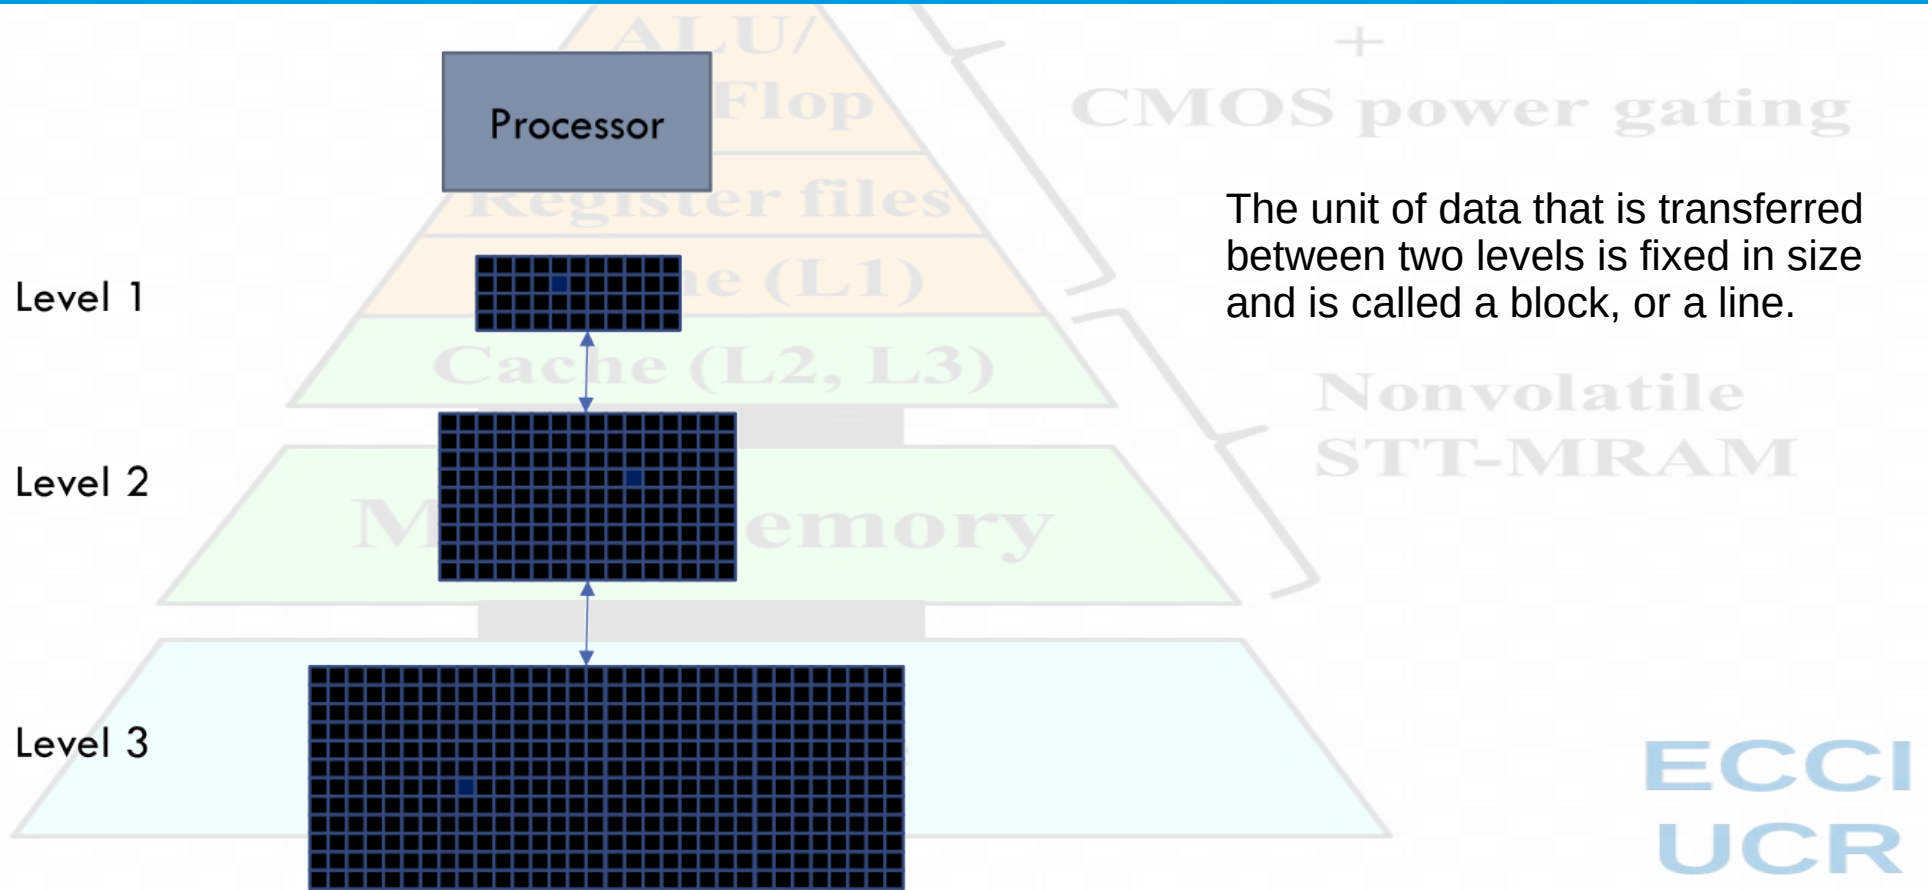 ALU/
Flop
+
CMOS power gating
Processor
Register files
The unit of data that is transferred
between two levels is fixed in size
and is called a block, or a line.
Level 1
(L1)
Cache (L2, L3)
Nonvolatile
STT-MRAM
Level 2
Level 3
ECCI
UCR